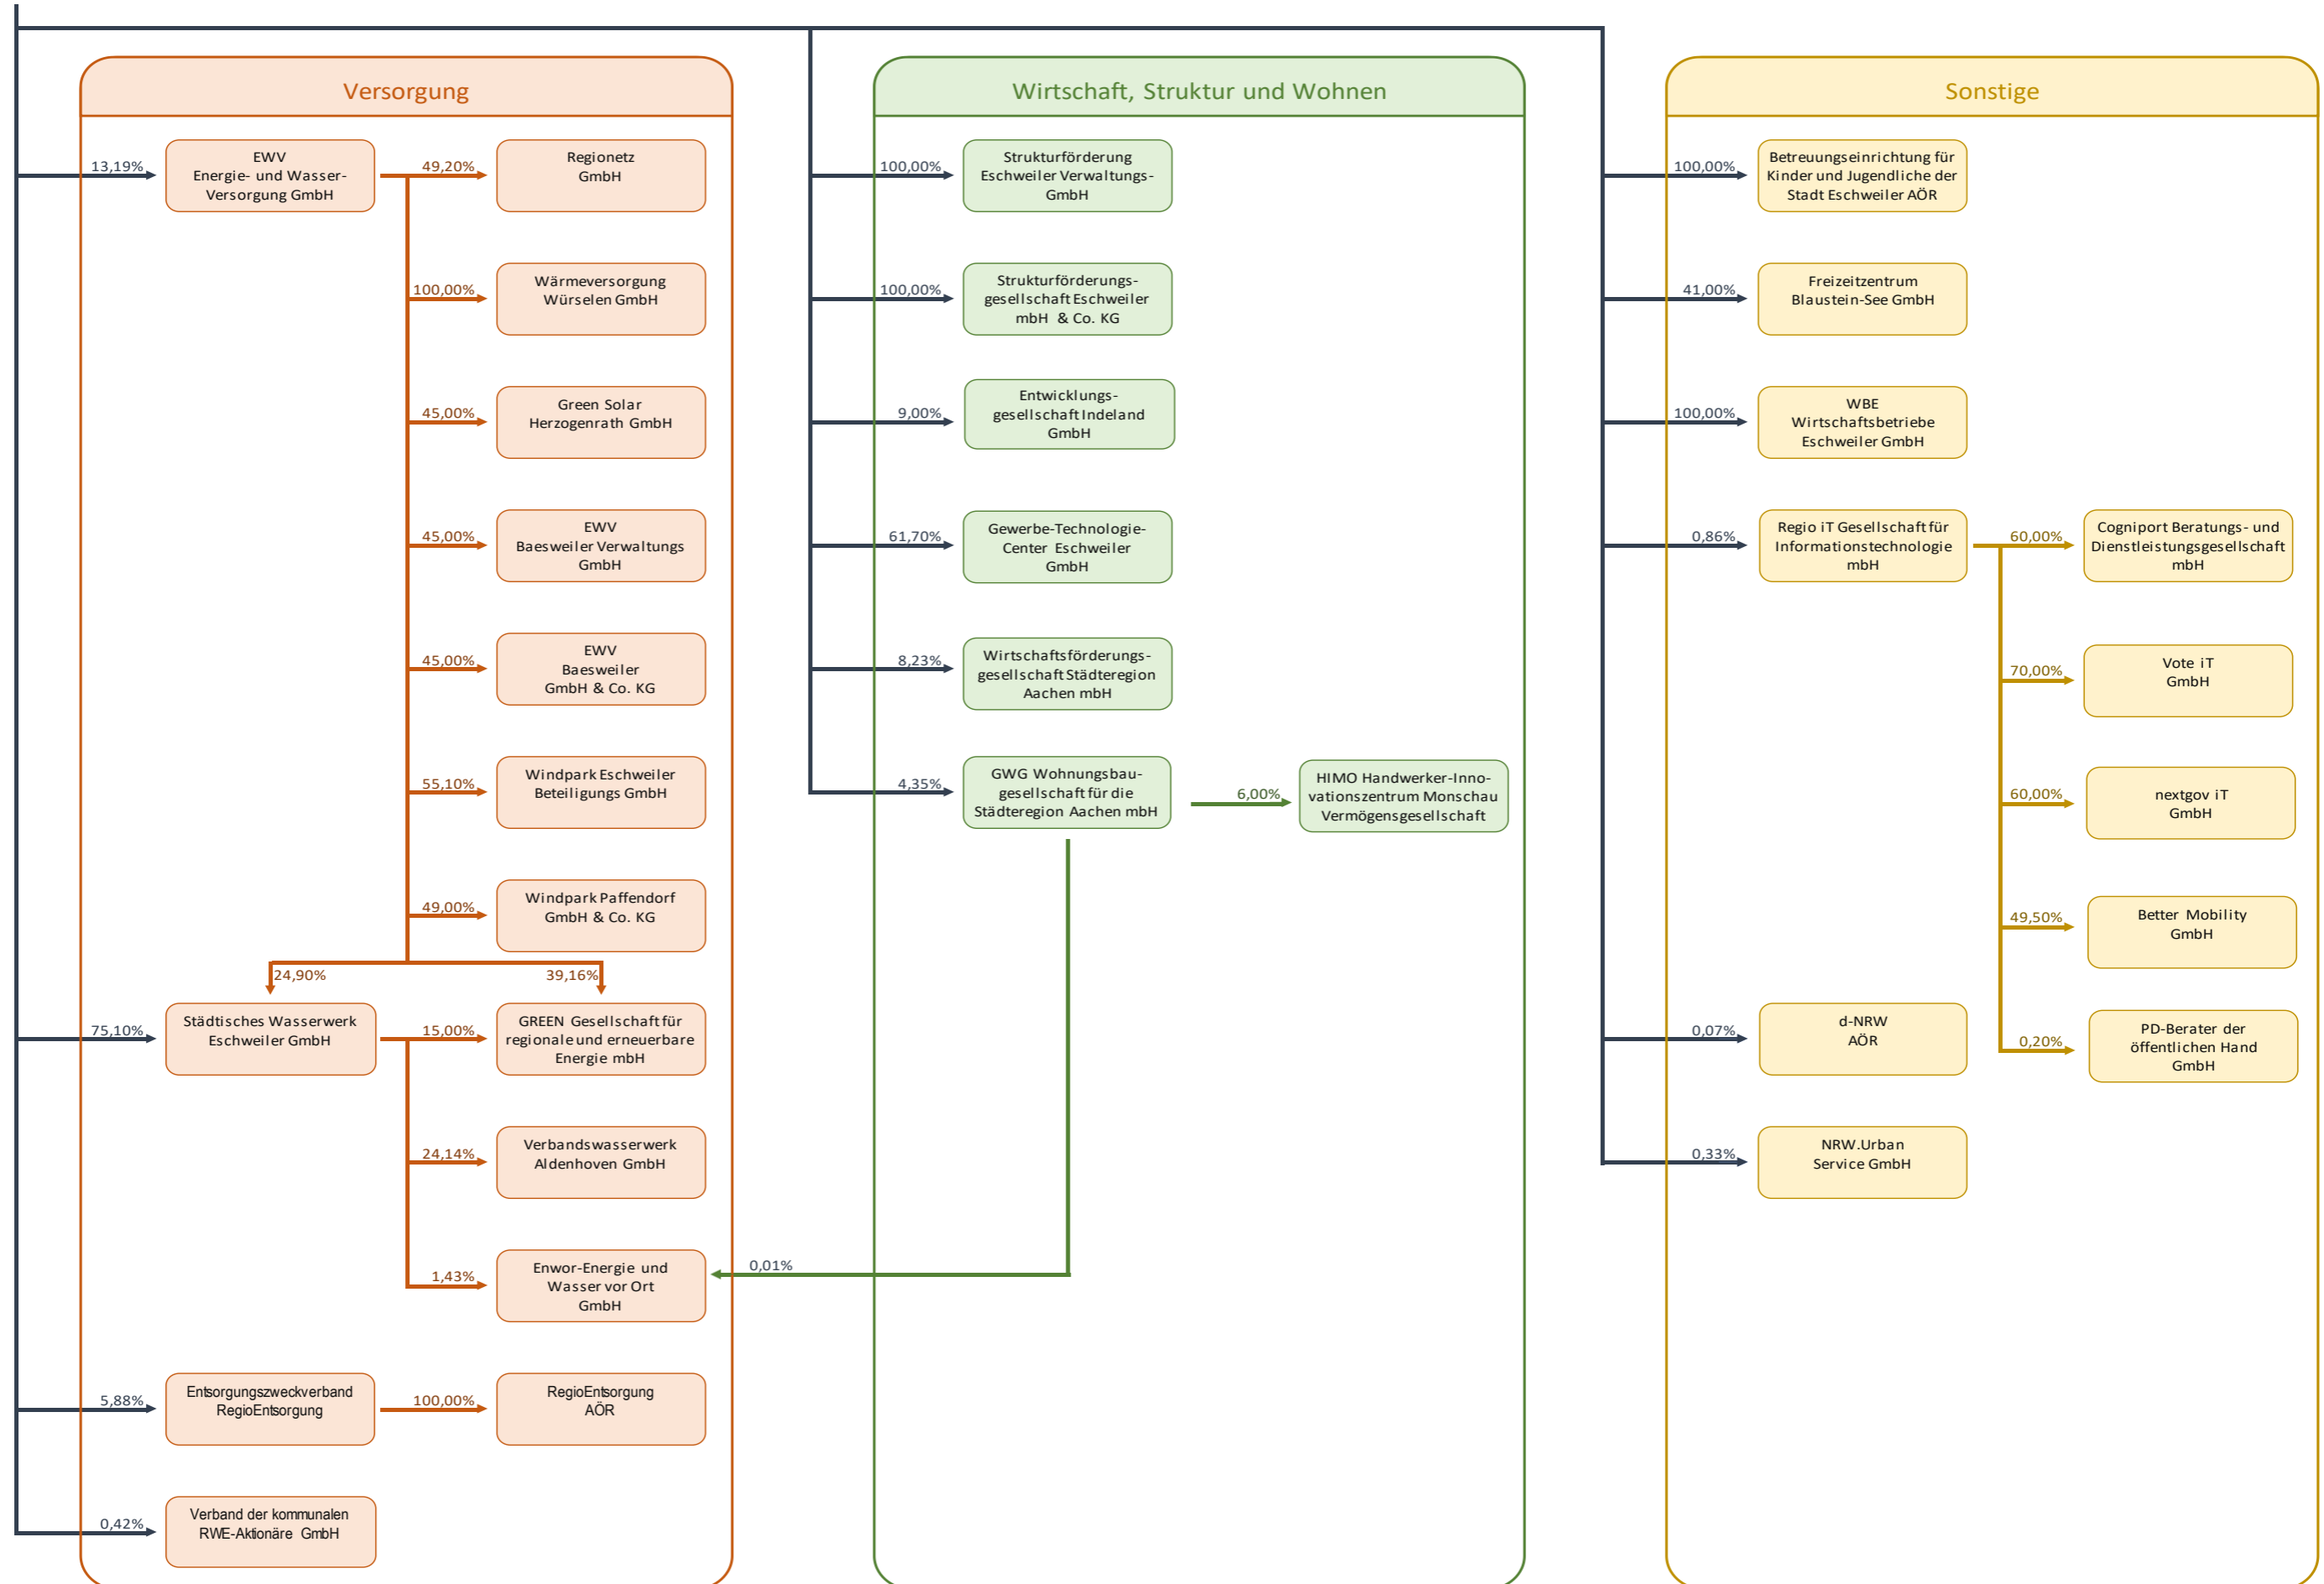 Versorgung
13,19%
EWV
Energie- und Wasser-
Versorgung GmbH
49,20%
Regionetz
GmbH
100,00%
Wärmeversorgung
Würselen GmbH
45,00%
Green Solar
Herzogenrath GmbH
45,00%
EWV
Baesweiler Verwaltungs
GmbH
45,00%
EWV
Baesweiler
GmbH & Co. KG
55,10%
Windpark Eschweiler
Beteiligungs GmbH
49,00%
Windpark Paffendorf
GmbH & Co. KG
24,90%
39,16%
75,10%
Städtisches Wasserwerk
Eschweiler GmbH
15,00%
GREEN Gesellschaft für
regionale und erneuerbare
Energie mbH
24,14%
Verbandswasserwerk
Aldenhoven GmbH
1,43%
Enwor-Energie und
Wasser vor Ort
GmbH
0,01%
5,88%
Entsorgungszweckverband
RegioEntsorgung
100,00%
RegioEntsorgung
AÖR
0,42%
Verband der kommunalen
RWE-Aktionäre GmbH
Wirtschaft, Struktur und Wohnen
100,00%
Strukturförderung
Eschweiler Verwaltungs-
GmbH
100,00%
Strukturförderungs-
gesellschaft Eschweiler
mbH & Co. KG
9,00%
Entwicklungs-
gesellschaft Indeland
GmbH
61,70%
Gewerbe-Technologie-
Center Eschweiler
GmbH
8,23%
Wirtschaftsförderungs-
gesellschaft Städteregion
Aachen mbH
4,35%
GWG Wohnungsbau-
gesellschaft für die
Städteregion Aachen mbH
6,00%
HIMO Handwerker-Inno-
vationszentrum Monschau
Vermögensgesellschaft
Sonstige
100,00%
Betreuungseinrichtung für
Kinder und Jugendliche der
Stadt Eschweiler AÖR
41,00%
Freizeitzentrum
Blaustein-See GmbH
100,00%
WBE
Wirtschaftsbetriebe
Eschweiler GmbH
0,86%
Regio iT Gesellschaft für
Informationstechnologie
mbH
60,00%
Cogniport Beratungs- und
Dienstleistungsgesellschaft
mbH
70,00%
Vote iT
GmbH
60,00%
nextgov iT
GmbH
49,50%
Better Mobility
GmbH
0,20%
PD-Berater der
öffentlichen Hand
GmbH
0,07%
d-NRW
AÖR
0,33%
NRW.Urban
Service GmbH